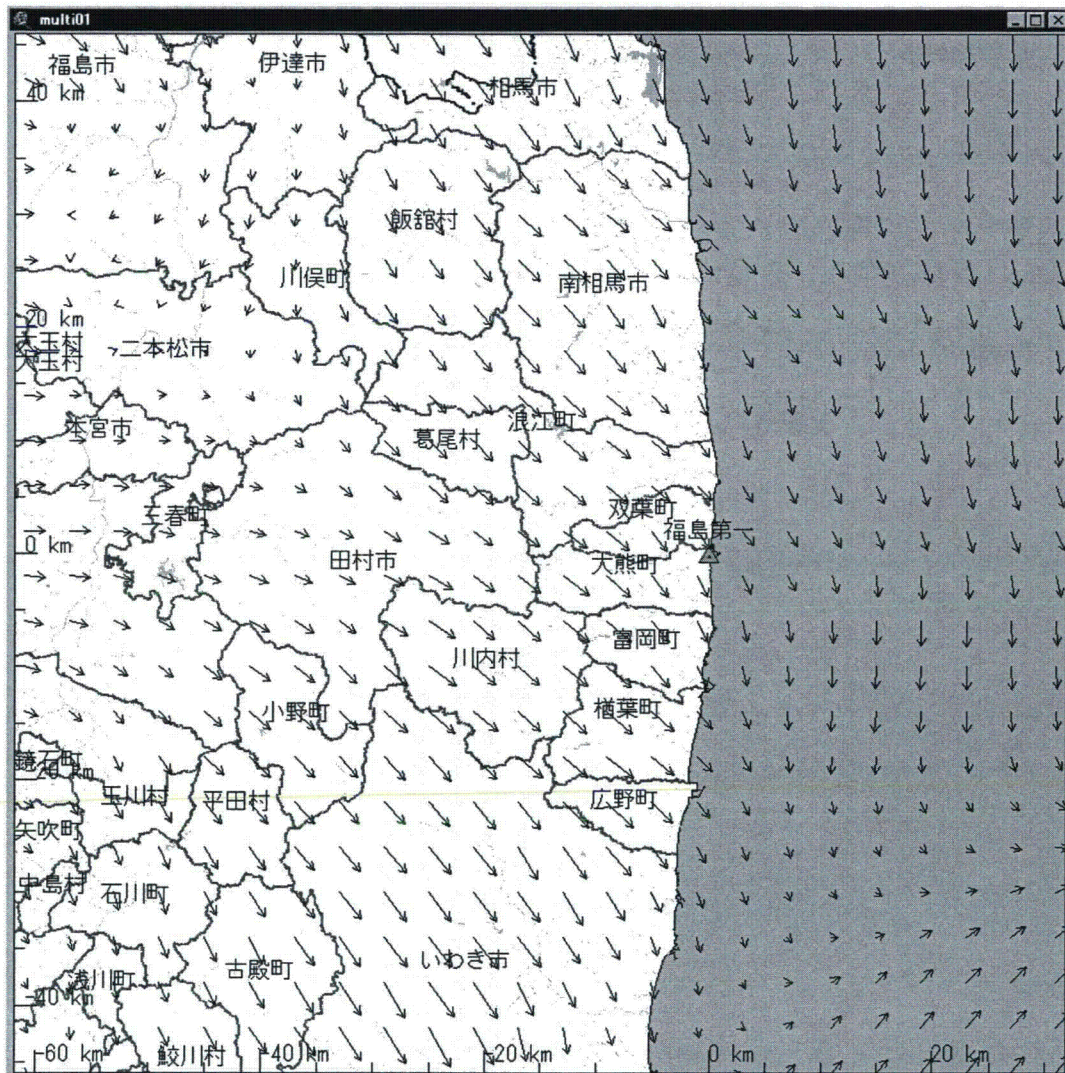 multi01
福島市
伊達市
相馬市
40 km
飯舘村
川俣町
南相馬市
20 km
大玉村
大玉村
二本松市
本宮市
葛尾村
浪江町
三春町
双葉町
福島第一
0 km
田村市
大熊町
富岡町
川内村
小野町
楢葉町
鏡石町
-20 km
玉川村
平田村
広野町
矢吹町
中島村
石川町
古殿町
いわき市
浅川町
-40 km
-60 km
鮫川村
-40 km
-20 km
0 km
20 km